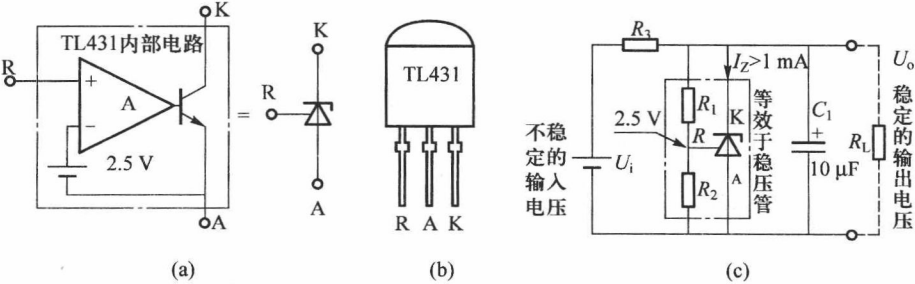 K
TL431内部电路
R
+
A
−
2.5 V
A
=
K
R
A
(a)
TL431
R A K
(b)
R3
IZ>1 mA
Uo
R1
K
2.5 V
R
A
R2
等效于稳压管
C1
+
10 μF
RL
稳定的输出电压
不稳
定的
输入
电压
Ui
(c)